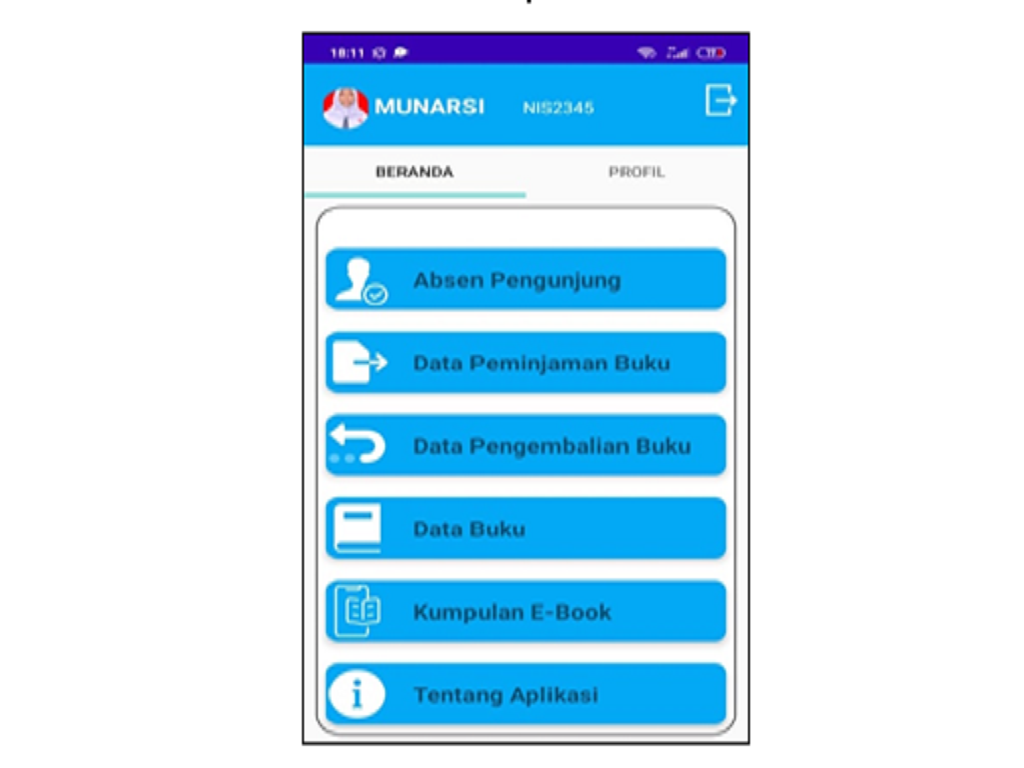 18:11
MUNARSI NIS2345
BERANDA PROFIL
Absen Pengunjung
Data Peminjaman Buku
Data Pengembalian Buku
Data Buku
Kumpulan E-Book
Tentang Aplikasi